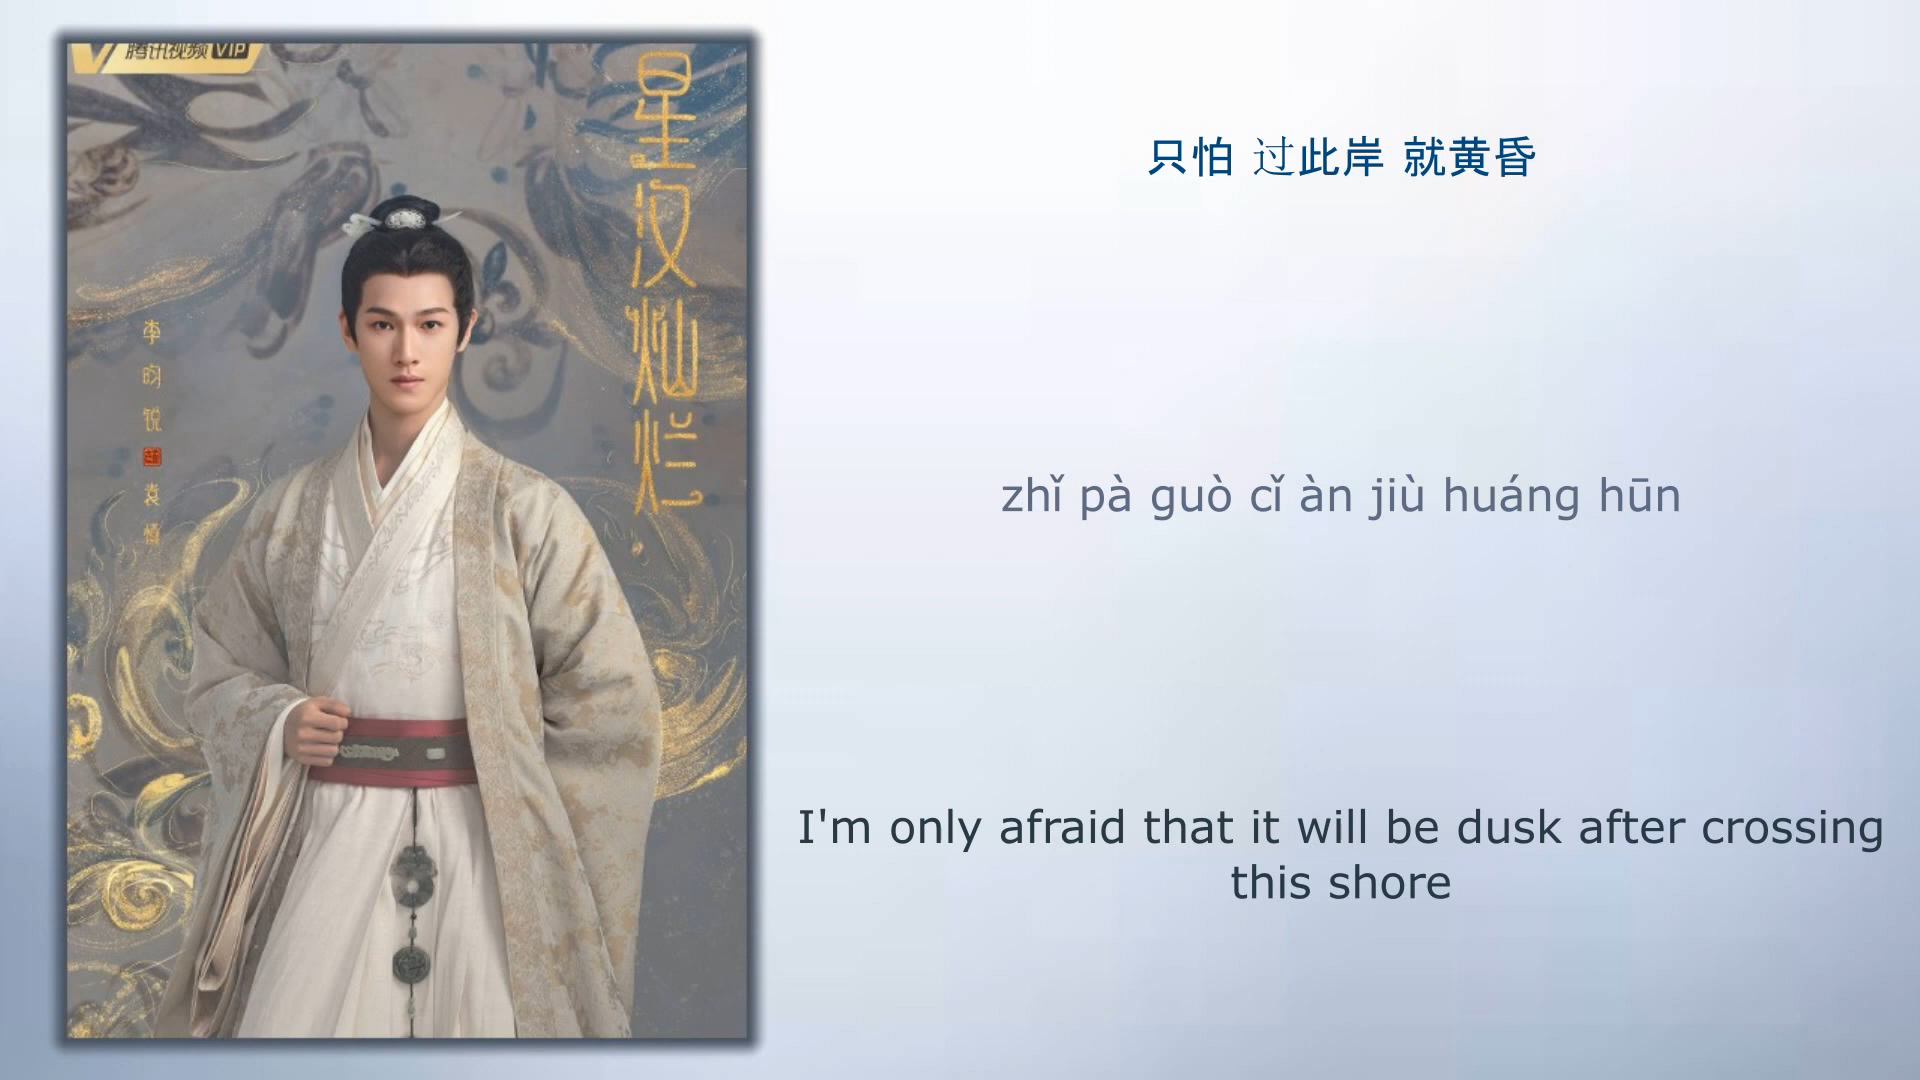 腾讯视频VIP
星汉灿烂
李昀锐
袁慎
只怕 过此岸 就黄昏
zhǐ pà guò cǐ àn jiù huáng hūn
I'm only afraid that it will be dusk after crossing
this shore